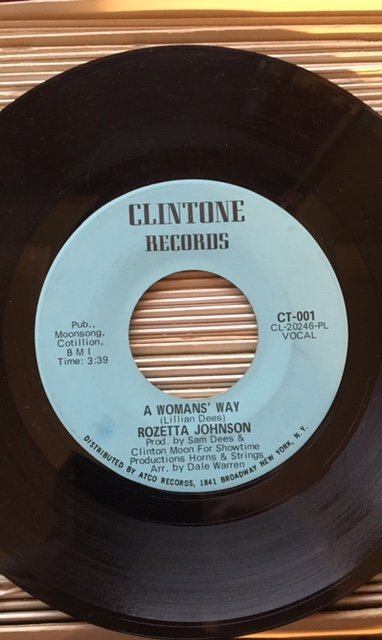 CLINTONE
RECORDS
Pub.,
Moonsong,
Cotillion,
B M I
Time: 3:39
CT-001
CL-20246-PL
VOCAL
A WOMANS' WAY
(Lillian Dees)
ROZETTA JOHNSON
Prod. by Sam Dees &
Clinton Moon For Showtime
Productions Horns & Strings
Arr. by Dale Warren
DISTRIBUTED BY ATCO RECORDS, 1841 BROADWAY NEW YORK, N.Y.